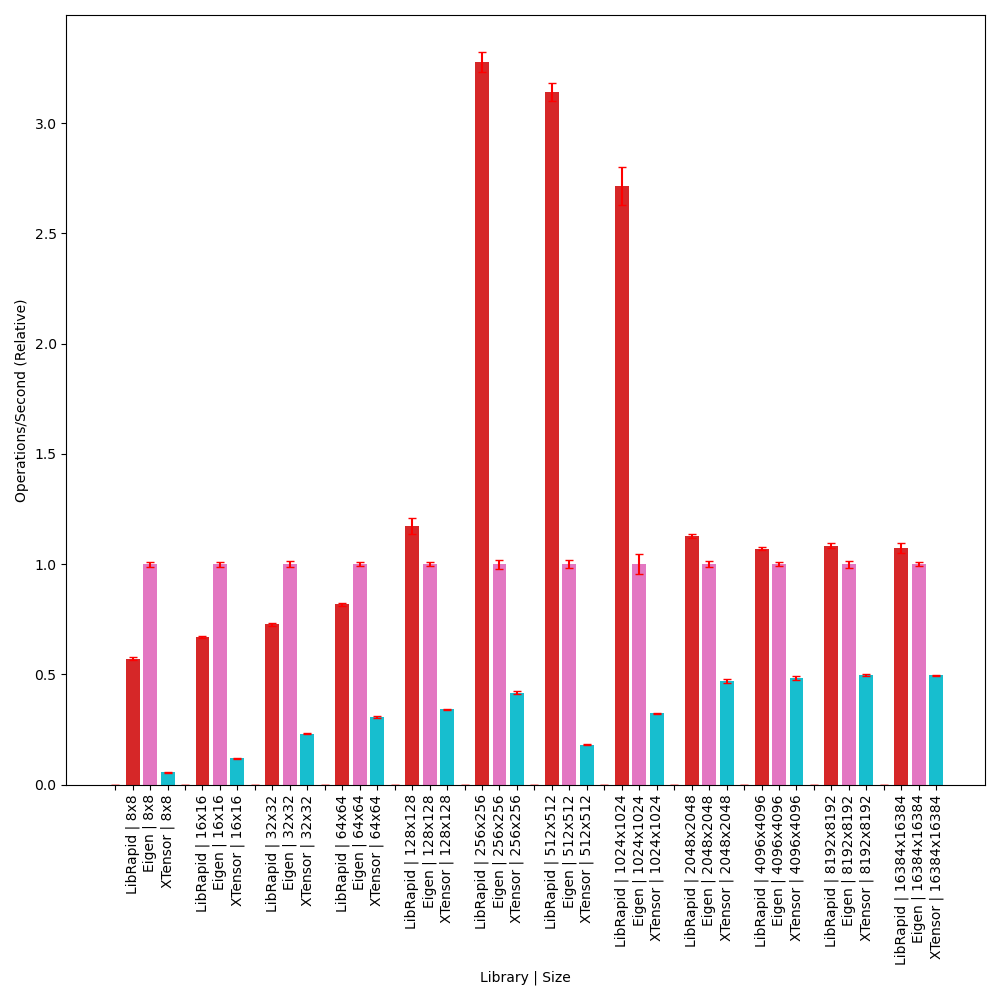 Operations/Second (Relative)
3.0
2.5
2.0
1.5
1.0
0.5
0.0
LibRapid | 8x8
Eigen | 8x8
XTensor | 8x8
LibRapid | 16x16
Eigen | 16x16
XTensor | 16x16
LibRapid | 32x32
Eigen | 32x32
XTensor | 32x32
LibRapid | 64x64
Eigen | 64x64
XTensor | 64x64
LibRapid | 128x128
Eigen | 128x128
XTensor | 128x128
LibRapid | 256x256
Eigen | 256x256
XTensor | 256x256
LibRapid | 512x512
Eigen | 512x512
XTensor | 512x512
LibRapid | 1024x1024
Eigen | 1024x1024
XTensor | 1024x1024
LibRapid | 2048x2048
Eigen | 2048x2048
XTensor | 2048x2048
LibRapid | 4096x4096
Eigen | 4096x4096
XTensor | 4096x4096
LibRapid | 8192x8192
Eigen | 8192x8192
XTensor | 8192x8192
LibRapid | 16384x16384
Eigen | 16384x16384
XTensor | 16384x16384
Library | Size